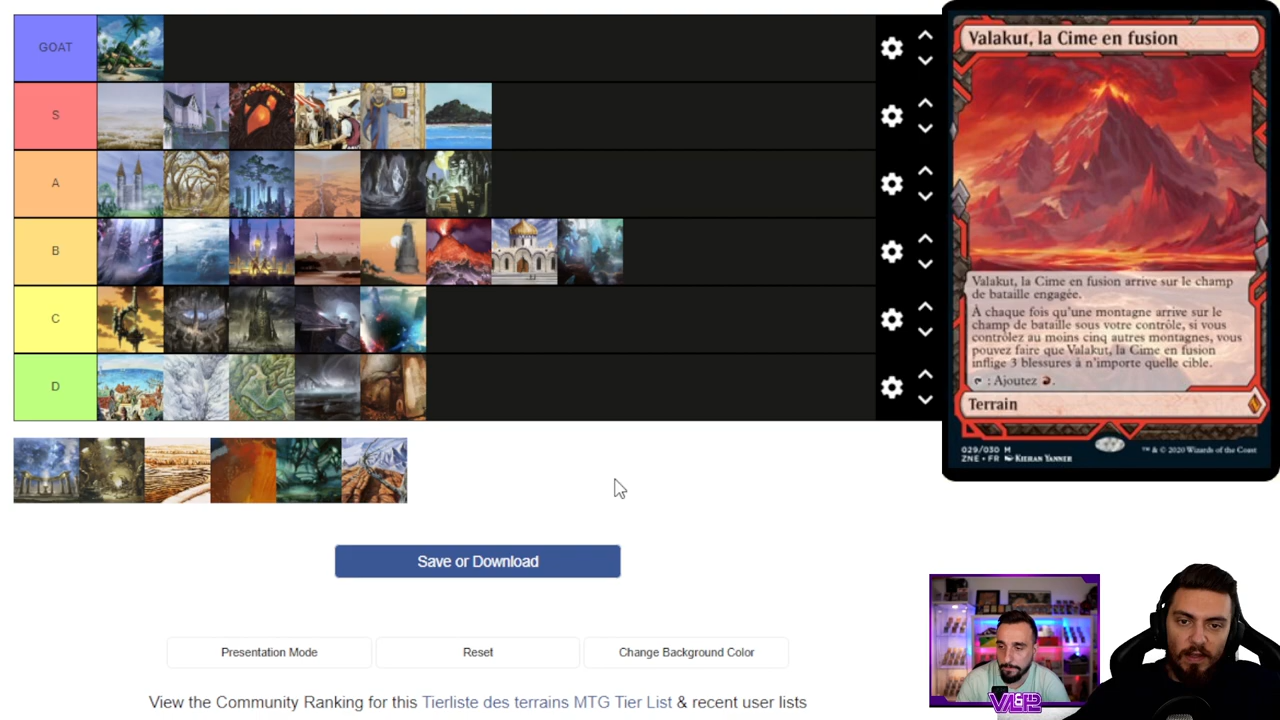 GOAT
S
A
B
C
D
Valakut, la Cime en fusion
Valakut, la Cime en fusion arrive sur le champ
de bataille engagée.
À chaque fois qu'une montagne arrive sur le
champ de bataille sous votre contrôle, si vous
contrôlez au moins cinq autres montagnes, vous
pouvez faire que Valakut, la Cime en fusion
inflige 3 blessures à n'importe quelle cible.
: Ajoutez
Terrain
029/030 M
ZNE • FR KIERAN YANNER
™ & © 2020 Wizards of the Coast
Save or Download
Presentation Mode
Reset
Change Background Color
View the Community Ranking for this Tierliste des terrains MTG Tier List & recent user lists